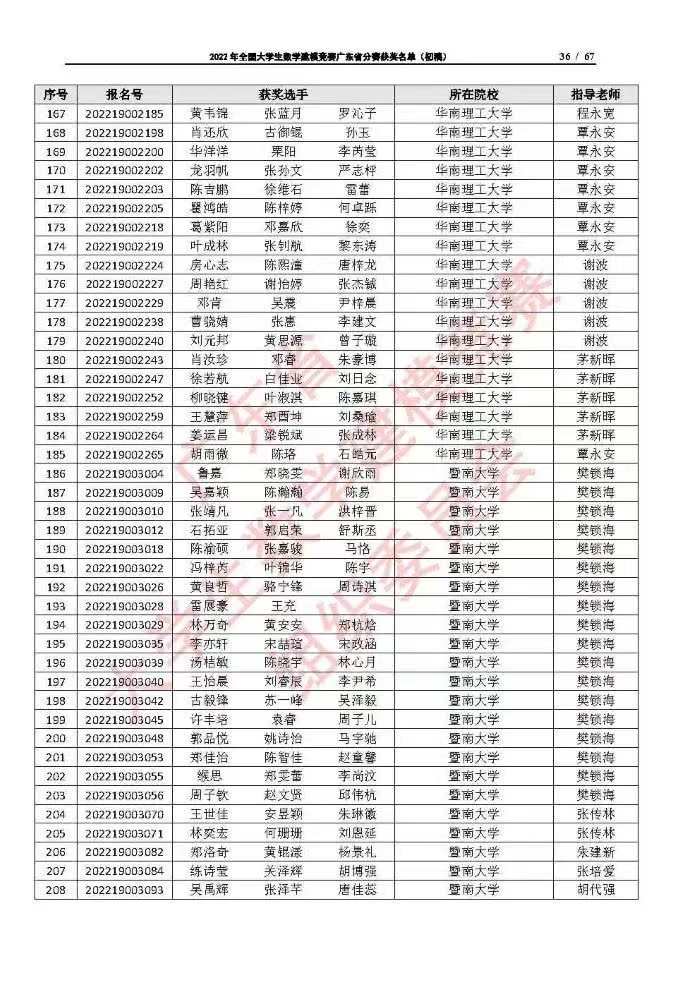 2022年全国大学生数学建模竞赛广东省分赛获奖名单（初稿） 36 / 67
序号 报名号 获奖选手 所在院校 指导老师
167 202219002185 黄韦锦 张蓝月 罗沁子 华南理工大学 程永宽
168 202219002198 肖还欣 古御锟 孙玉 华南理工大学 覃永安
169 202219002200 华洋洋 栗阳 李芮莹 华南理工大学 覃永安
170 202219002202 龙羽帆 张孙文 严志枰 华南理工大学 覃永安
171 202219002203 陈吉鹏 徐维石 雷蕾 华南理工大学 覃永安
172 202219002205 瞿鸿皓 陈梓婷 何卓跞 华南理工大学 覃永安
173 202219002218 葛紫阳 邓嘉欣 徐奕 华南理工大学 覃永安
174 202219002219 叶成林 张钊航 黎东涛 华南理工大学 覃永安
175 202219002224 房心志 陈熙潼 唐梓龙 华南理工大学 谢波
176 202219002227 周艳红 谢怡婷 张杰铖 华南理工大学 谢波
177 202219002229 邓肯 吴震 尹梓晨 华南理工大学 谢波
178 202219002238 曹骁婧 张惠 李建文 华南理工大学 谢波
179 202219002240 刘元邦 黄思源 曾子璇 华南理工大学 谢波
180 202219002243 肖汝珍 邓睿 朱豪博 华南理工大学 茅新晖
181 202219002247 徐若航 白佳业 刘日念 华南理工大学 茅新晖
182 202219002252 柳晓键 叶淑淇 陈嘉琪 华南理工大学 茅新晖
183 202219002259 王慧萍 郑酉坤 刘桑瑜 华南理工大学 茅新晖
184 202219002264 姜运昌 梁锐斌 张成林 华南理工大学 茅新晖
185 202219002265 胡雨微 陈珞 石皓元 华南理工大学 覃永安
186 202219003004 鲁嘉 郑晓雯 谢欣雨 暨南大学 樊锁海
187 202219003009 吴嘉颖 陈瀚瀚 陈易 暨南大学 樊锁海
188 202219003010 张靖凡 张一凡 洪梓晋 暨南大学 樊锁海
189 202219003012 石拓亚 郭启荣 舒斯丞 暨南大学 樊锁海
190 202219003018 陈瀚硕 张嘉骏 马恪 暨南大学 樊锁海
191 202219003022 冯梓芮 叶锦华 陈宇 暨南大学 樊锁海
192 202219003026 黄良哲 骆宁锋 周诗淇 暨南大学 樊锁海
193 202219003028 雷展豪 王充 暨南大学 樊锁海
194 202219003029 林万奇 黄安安 郑杭焓 暨南大学 樊锁海
195 202219003035 李亦轩 宋喆瑄 宋政涵 暨南大学 樊锁海
196 202219003039 汤桔敏 陈晓宇 林心月 暨南大学 樊锁海
197 202219003040 王怡晨 刘睿辰 李尹希 暨南大学 樊锁海
198 202219003042 古毅锋 苏一峰 吴泽毅 暨南大学 樊锁海
199 202219003045 许丰培 袁睿 周子儿 暨南大学 樊锁海
200 202219003048 郭品悦 姚诗怡 马宇驰 暨南大学 樊锁海
201 202219003053 郑佳怡 陈智佳 赵童馨 暨南大学 樊锁海
202 202219003055 缑思 郑雯蕾 李尚汶 暨南大学 樊锁海
203 202219003056 周子钦 赵文贤 邱伟杭 暨南大学 樊锁海
204 202219003070 王世佳 安昱颖 朱琳徽 暨南大学 张传林
205 202219003071 林奕宏 何珊珊 刘恩延 暨南大学 张传林
206 202219003082 郑洛奇 黄锟漾 杨景礼 暨南大学 朱建新
207 202219003084 练诗莹 关泽辉 胡博强 暨南大学 张培爱
208 202219003093 吴禹辉 张泽芊 唐佳蕊 暨南大学 胡代强
广东省
大学生数学建模竞赛
组织委员会